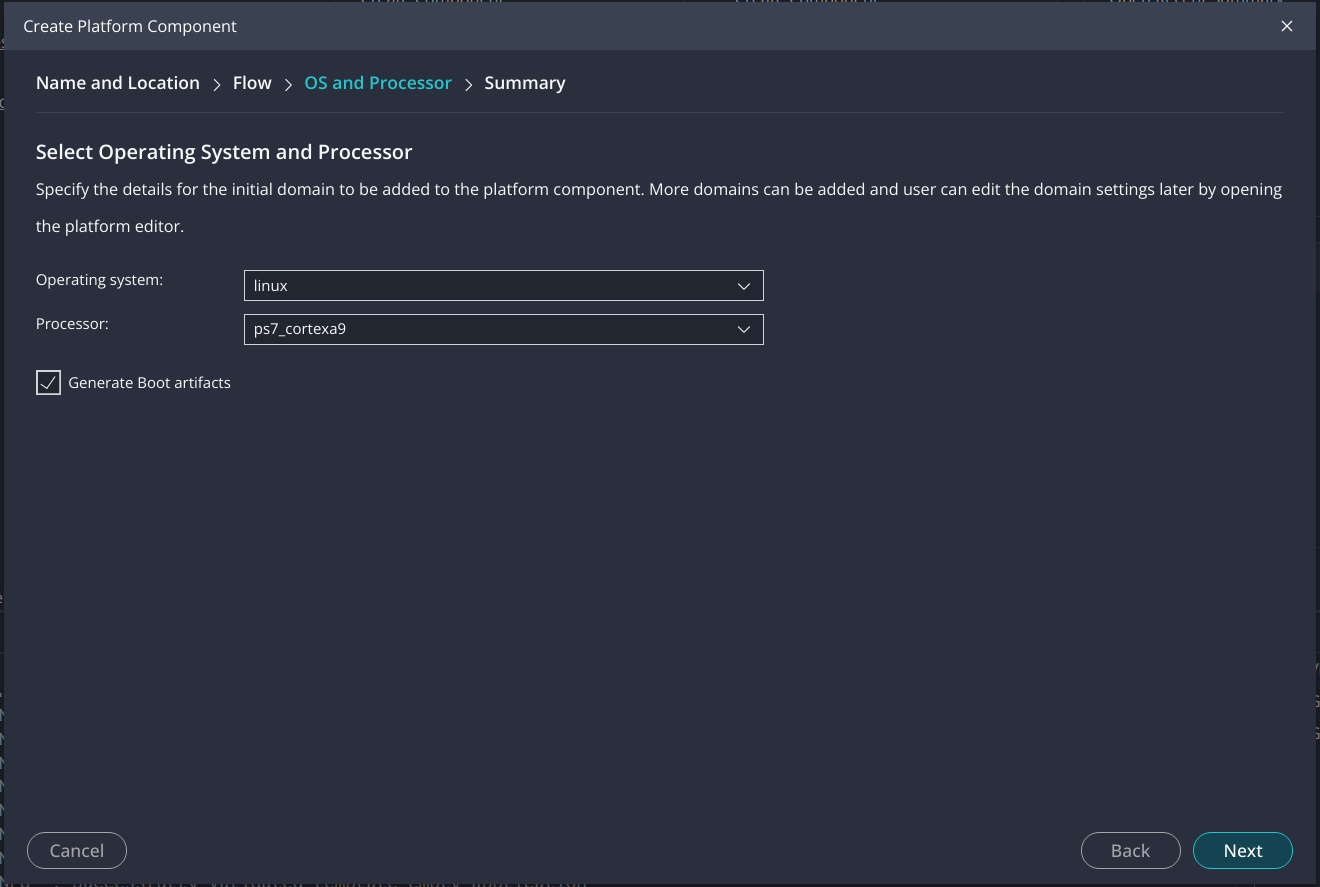 Create Platform Component
Name and Location > Flow > OS and Processor > Summary
Select Operating System and Processor
Specify the details for the initial domain to be added to the platform component. More domains can be added and user can edit the domain settings later by opening
the platform editor.
Operating system:
linux
Processor:
ps7_cortexa9
Generate Boot artifacts
Cancel
Back
Next